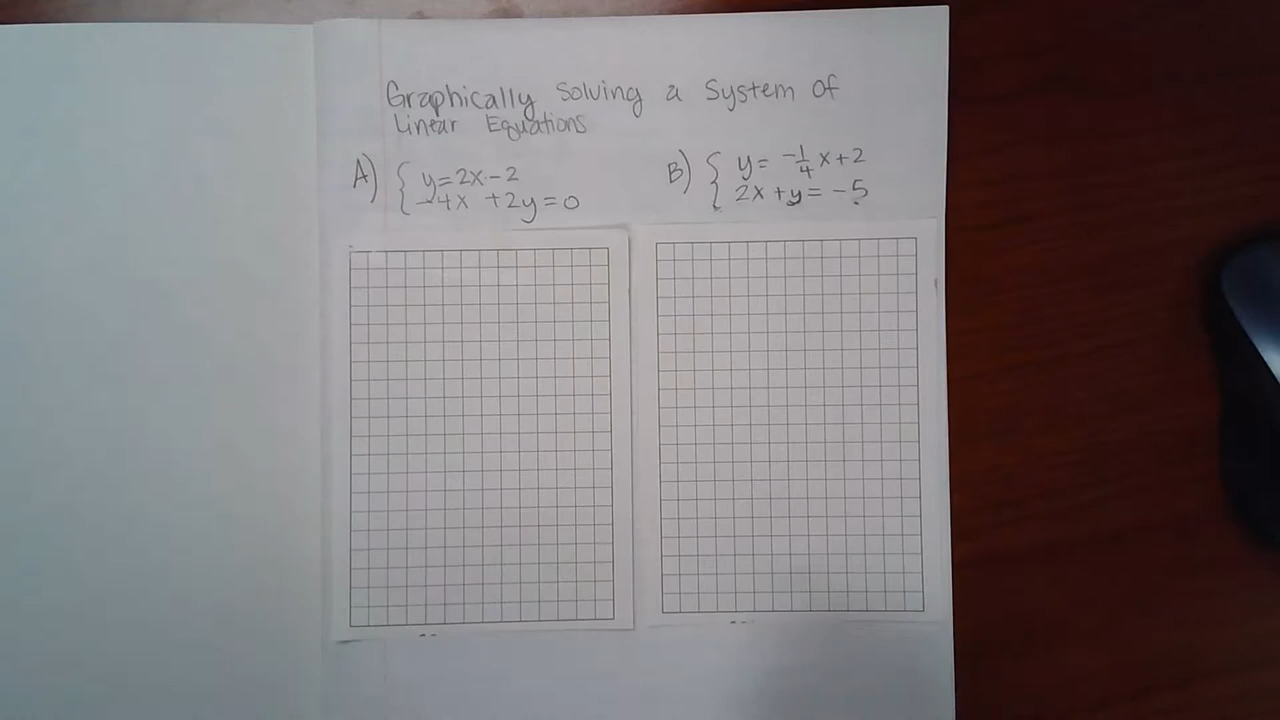 Graphically Solving a System of
Linear Equations
A) { y=2x-2
-4x +2y=0
B) { y= -1/4 x+2
2x+y= -5